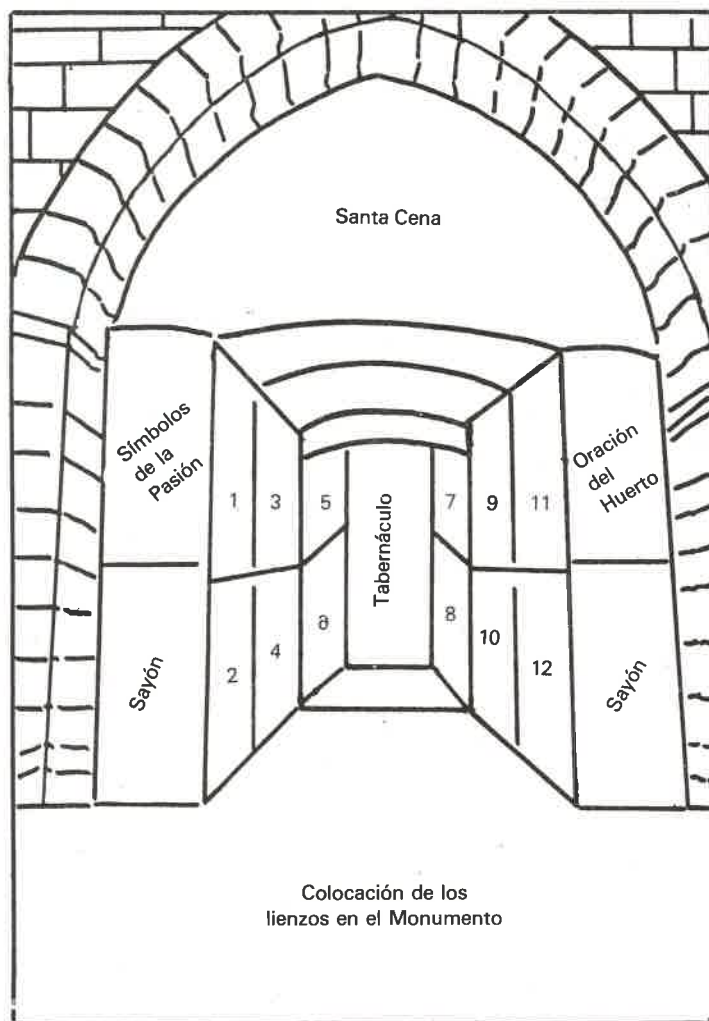 Santa Cena
Símbolos
de la
Pasión
1
3
5
Tabernáculo
7
9
11
Oración
del
Huerto
Sayón
2
4
6
8
10
12
Sayón
Colocación de los
lienzos en el Monumento